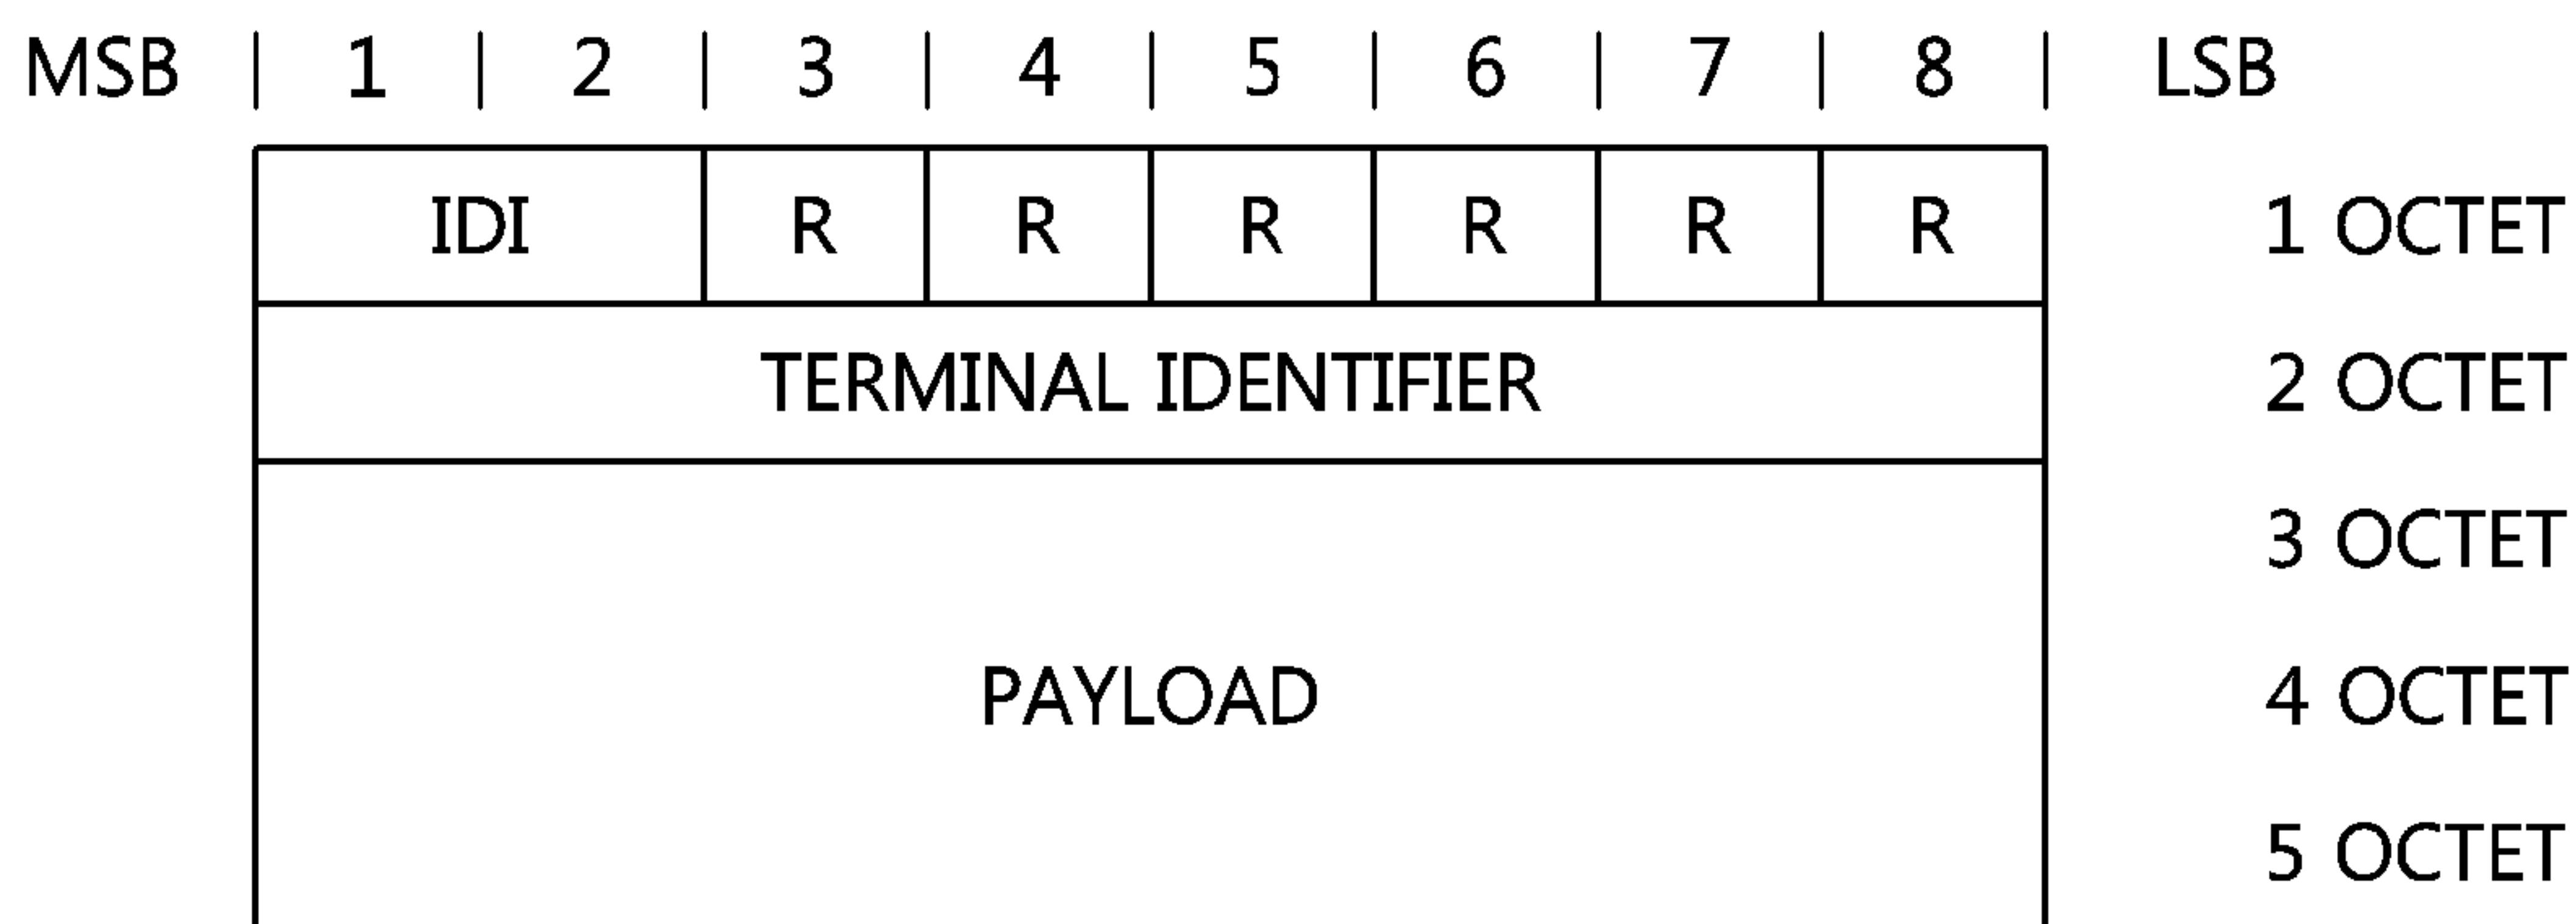 MSB | 1 | 2 | 3 | 4 | 5 | 6 | 7 | 8 | LSB
IDI R R R R R R 1 OCTET
TERMINAL IDENTIFIER 2 OCTET
3 OCTET
PAYLOAD 4 OCTET
5 OCTET